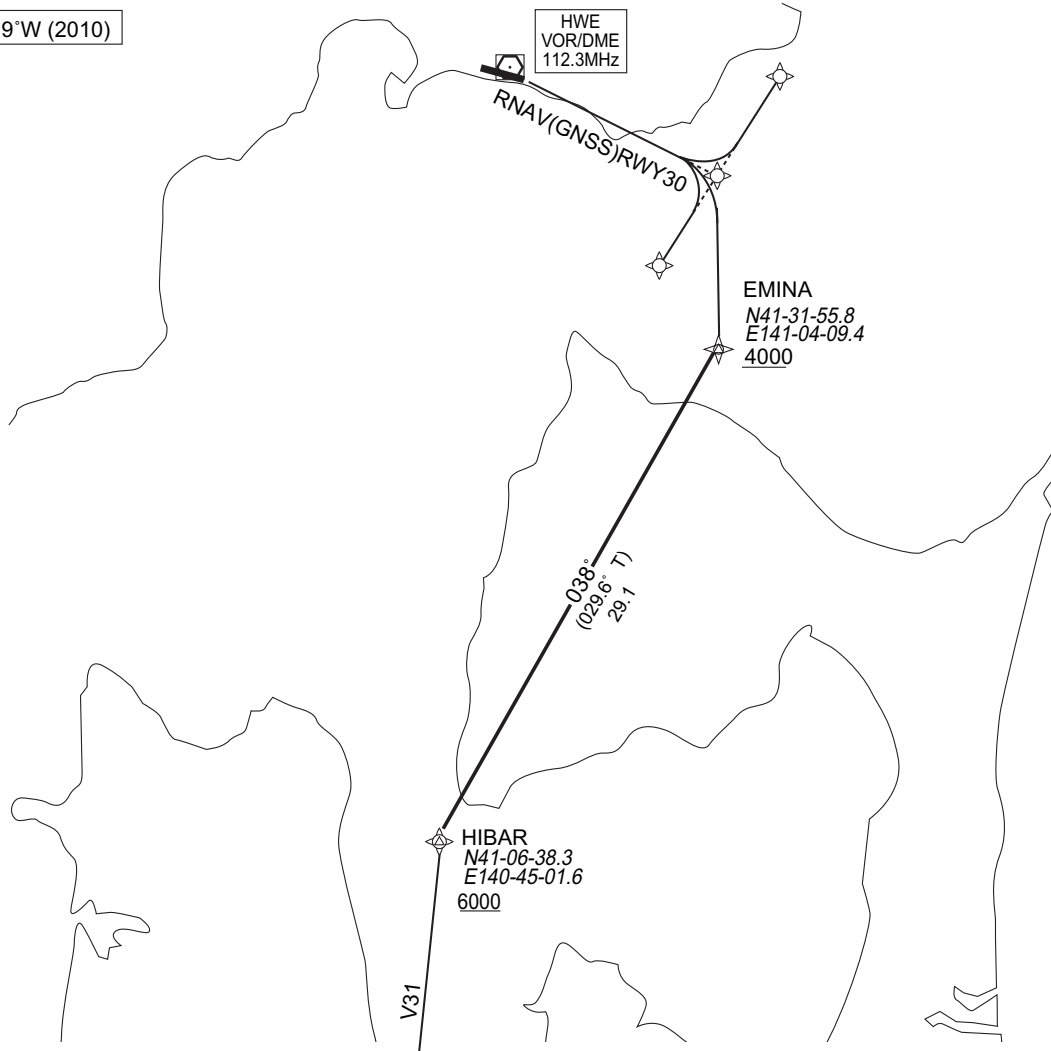 9°W (2010)
HWE
VOR/DME
112.3MHz
RNAV(GNSS)RWY30
EMINA
N41-31-55.8
E141-04-09.4
4000
038°
(029.6° T)
29.1
HIBAR
N41-06-38.3
E140-45-01.6
6000
V31